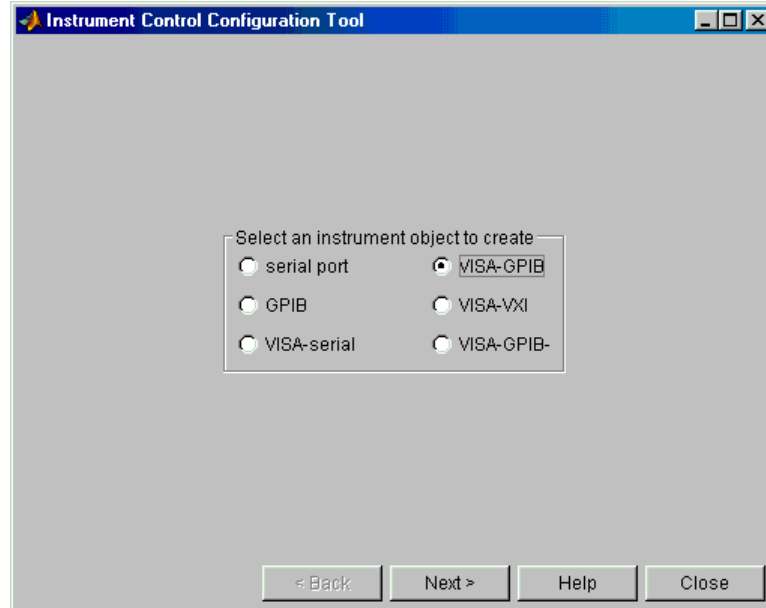 Instrument Control Configuration Tool
Select an instrument object to create
serial port VISA-GPIB
GPIB VISA-VXI
VISA-serial VISA-GPIB-
< Back Next > Help Close